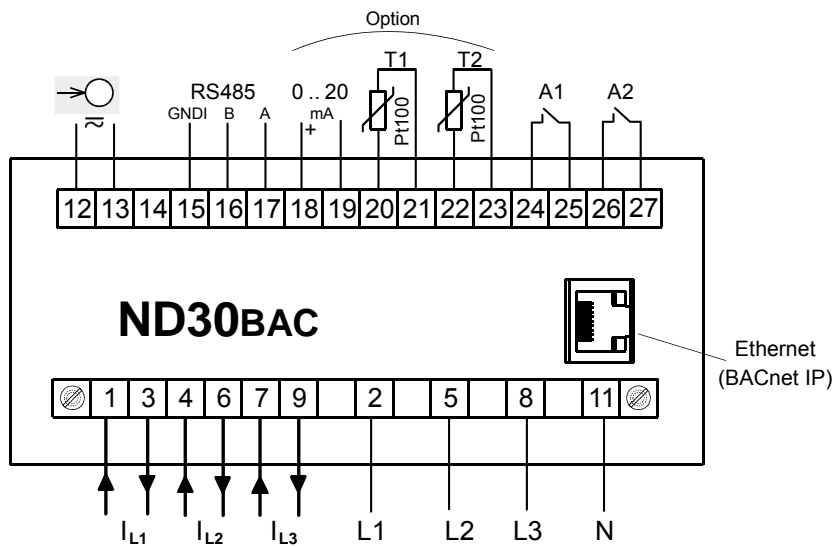 Option
T1 T2
RS485 0 .. 20 A1 A2
GNDI B A mA
+ Pt100 Pt100
12 13 14 15 16 17 18 19 20 21 22 23 24 25 26 27
ND30BAC
Ethernet
(BACnet IP)
1 3 4 6 7 9 2 5 8 11
IL1 IL2 IL3 L1 L2 L3 N